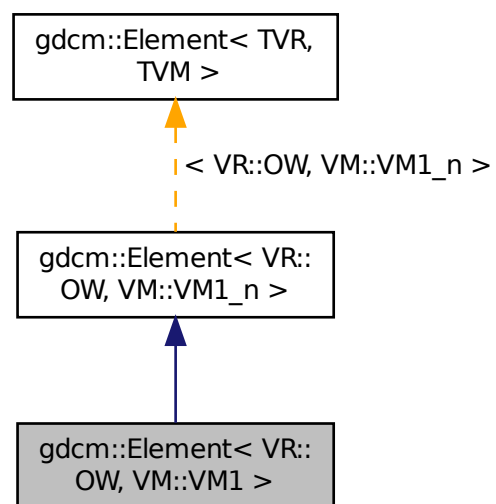 gdcm::Element< TVR,
TVM >
< VR::OW, VM::VM1_n >
gdcm::Element< VR::
OW, VM::VM1_n >
gdcm::Element< VR::
OW, VM::VM1 >